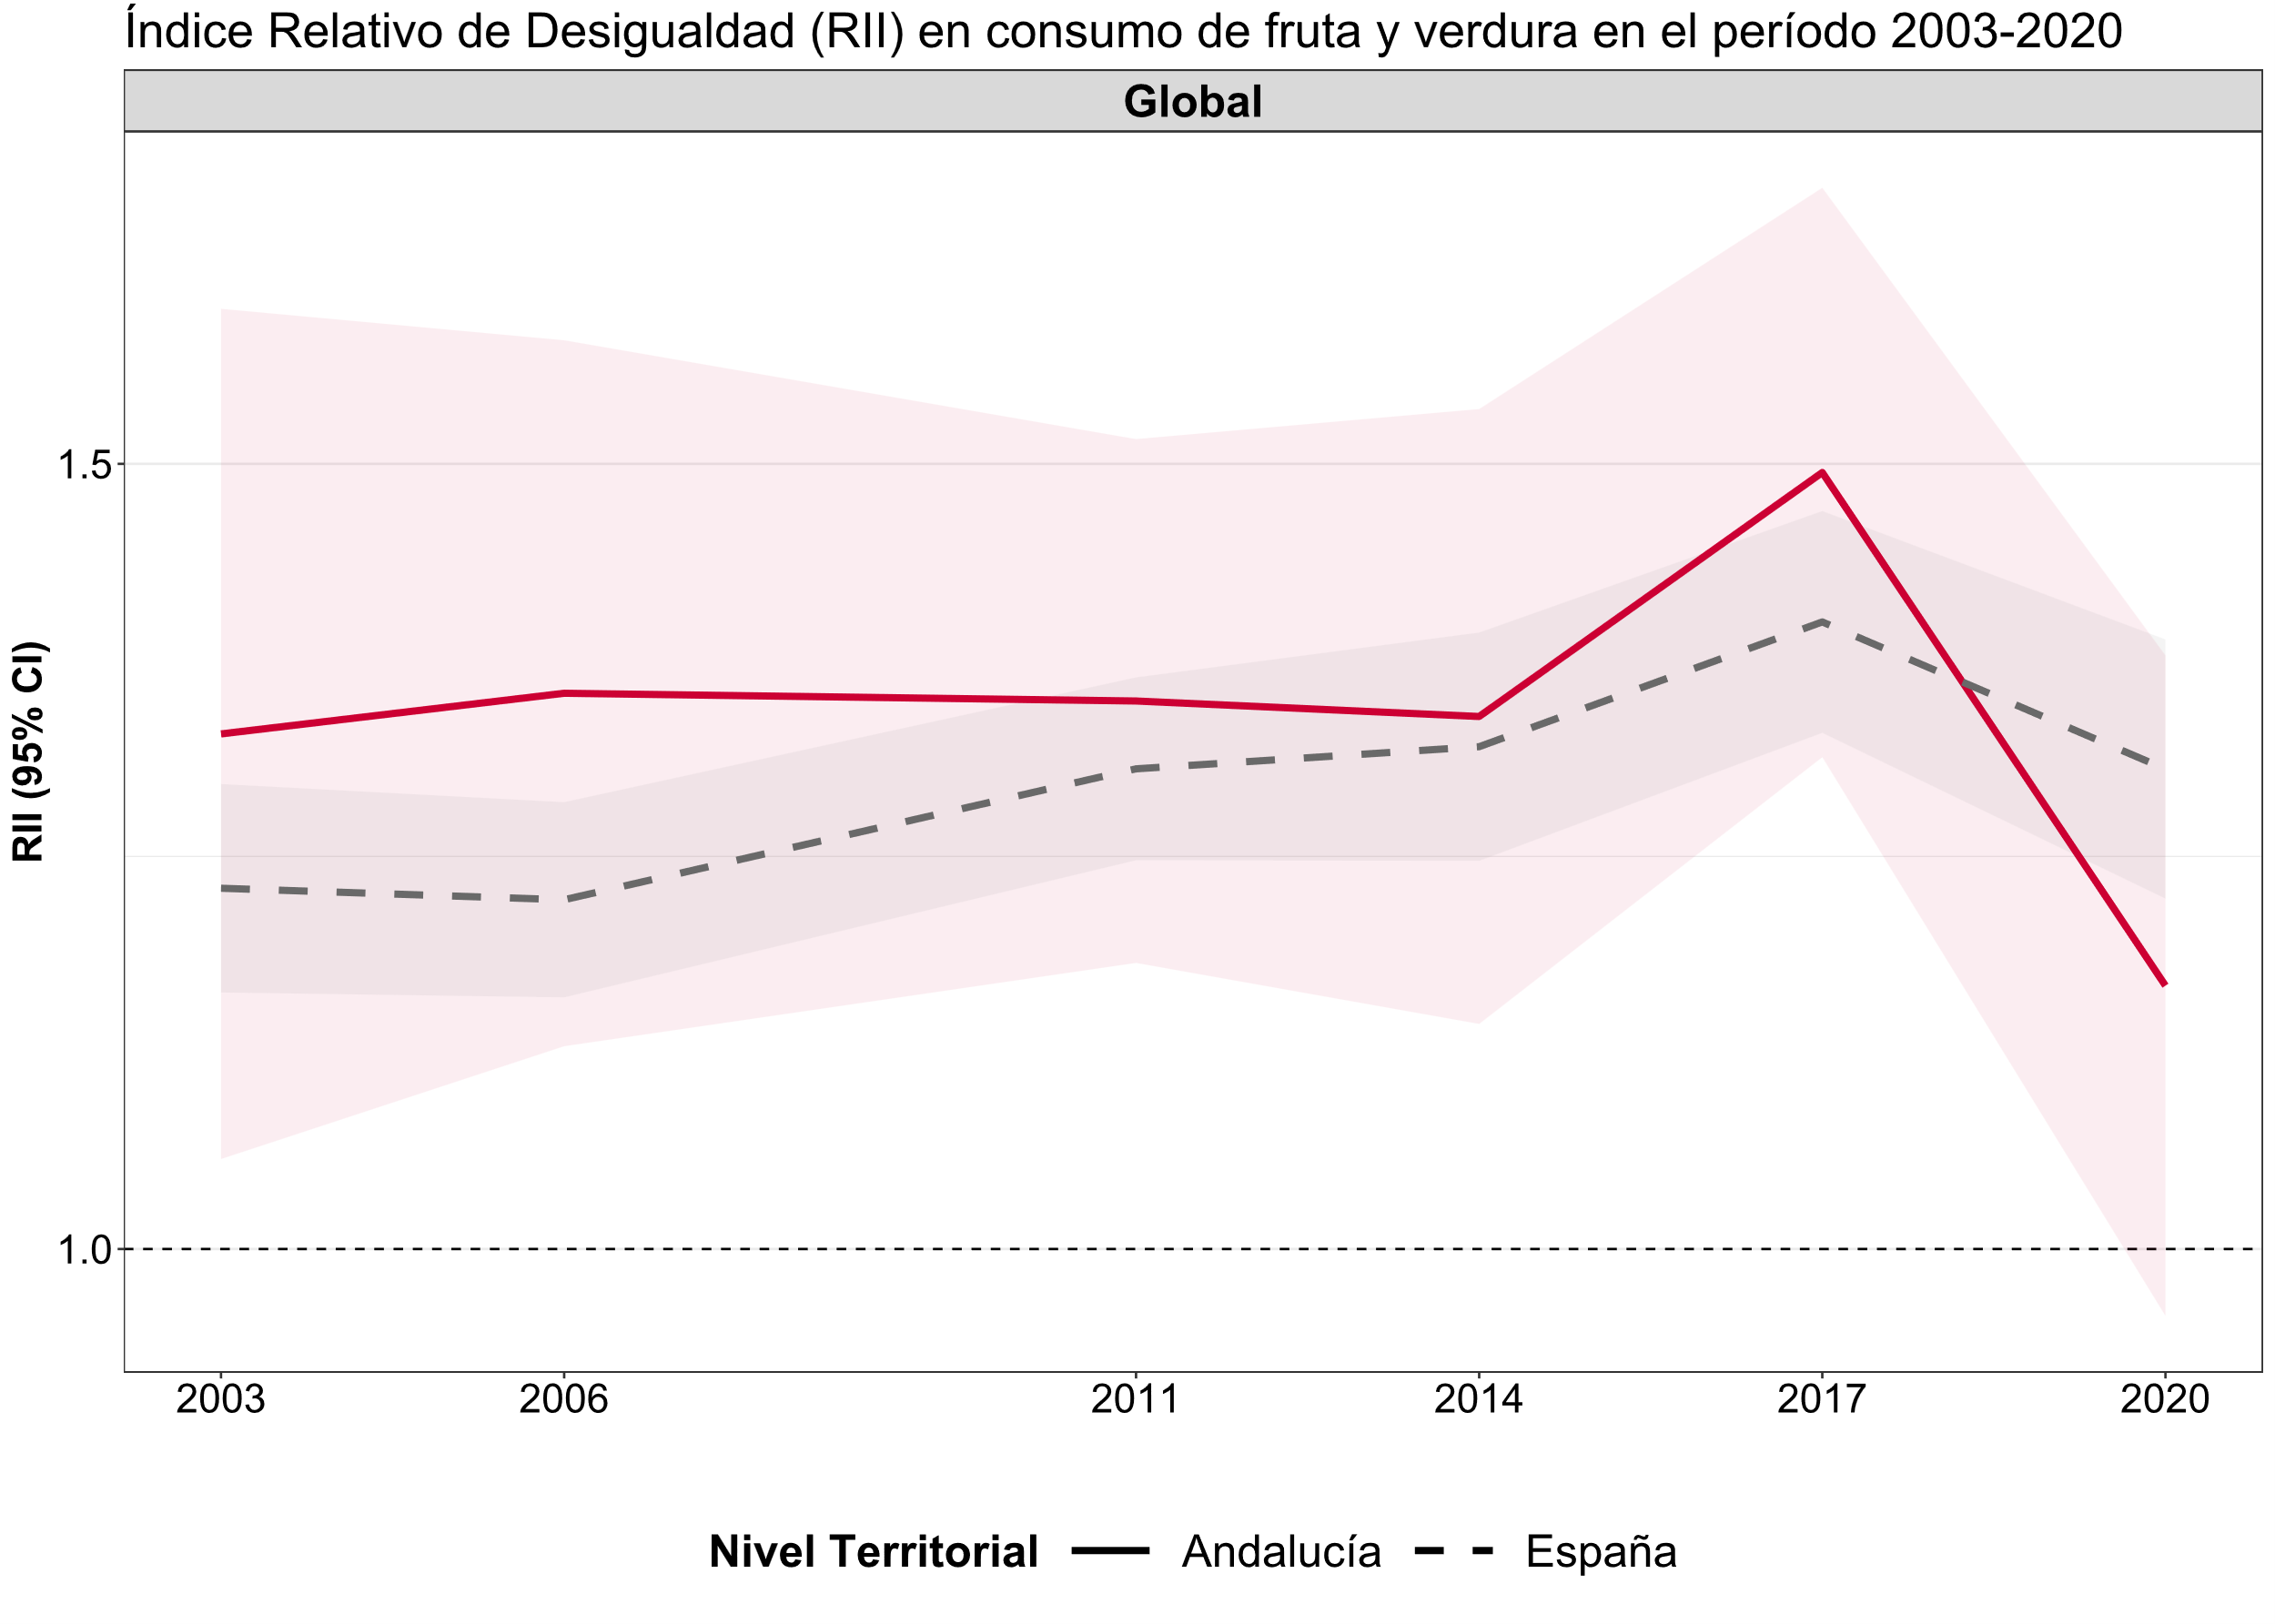 Índice Relativo de Desigualdad (RII) en consumo de fruta y verdura en el período 2003-2020
Global
RII (95% CI)
1.5
1.0
2003 2006 2011 2014 2017 2020
Nivel Territorial Andalucía España